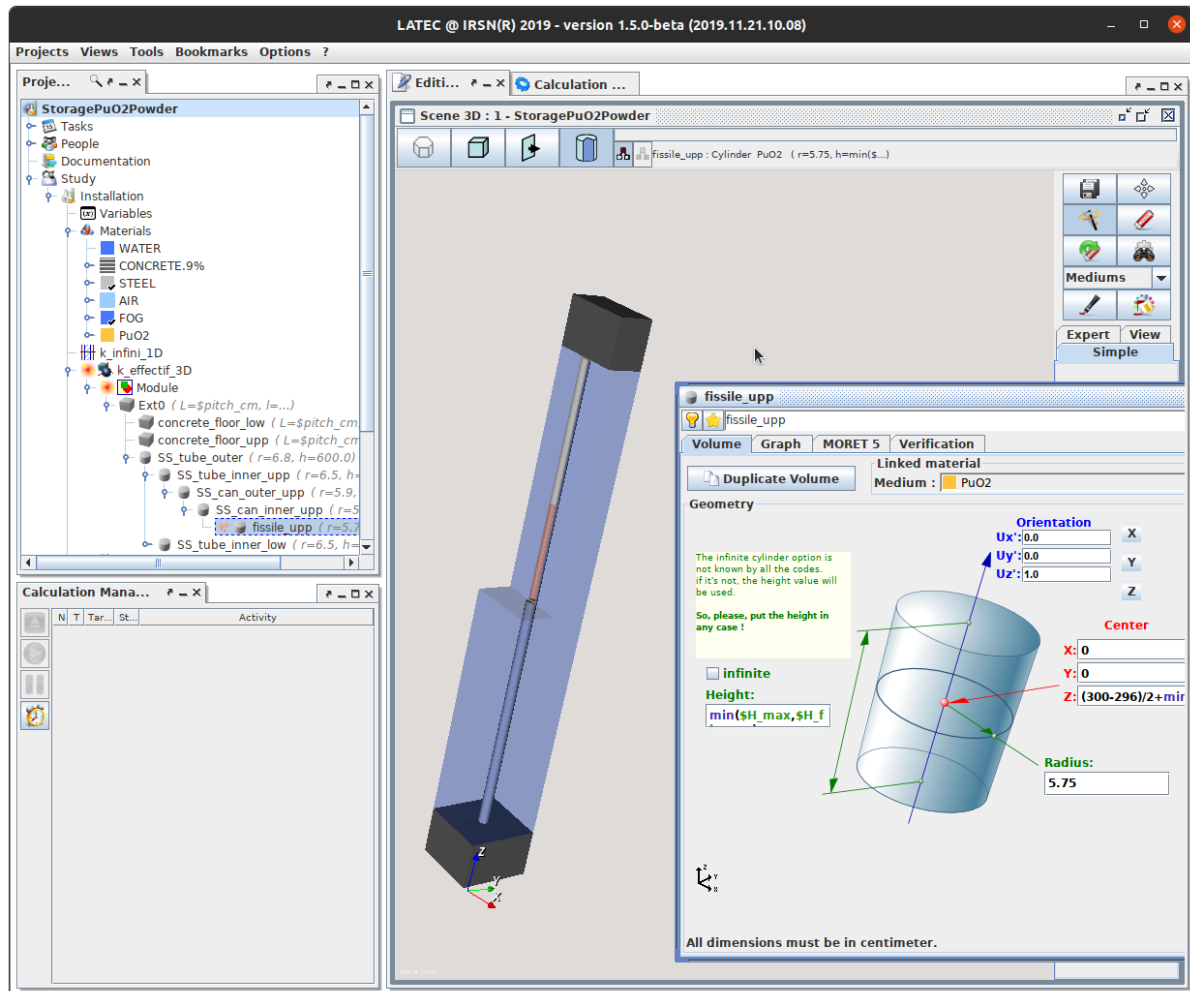 LATEC @ IRSN(R) 2019 - version 1.5.0-beta (2019.11.21.10.08)
Projects Views Tools Bookmarks Options ?
Proje...
StoragePuO2Powder
Tasks
People
Documentation
Study
Installation
(x) Variables
Materials
WATER
CONCRETE.9%
STEEL
AIR
FOG
PuO2
k_infini_1D
k_effectif_3D
Module
Ext0 ( L=$pitch_cm, l=...)
concrete_floor_low ( L=$pitch_cm,
concrete_floor_upp ( L=$pitch_cm
SS_tube_outer ( r=6.8, h=600.0)
SS_tube_inner_upp ( r=6.5, h=
SS_can_outer_upp ( r=5.9,
SS_can_inner_upp ( r=5
fissile_upp ( r=5.7
SS_tube_inner_low ( r=6.5, h=
Calculation Mana...
N T Tar... St... Activity
Editi...
Calculation ...
Scene 3D : 1 - StoragePuO2Powder
fissile_upp : Cylinder PuO2 ( r=5.75, h=min($...)
Mediums
Expert View
Simple
Z
Y
X
fissile_upp
fissile_upp
Volume Graph MORET 5 Verification
Duplicate Volume
Linked material
Medium : PuO2
Geometry
The infinite cylinder option is
not known by all the codes.
if it's not, the height value will
be used.
So, please, put the height in
any case !
infinite
Height:
min($H_max,$H_f
Orientation
Ux': 0.0 X
Uy': 0.0 Y
Uz': 1.0 Z
Center
X: 0
Y: 0
Z: (300-296)/2+mir
Radius:
5.75
z
Y
x
All dimensions must be in centimeter.